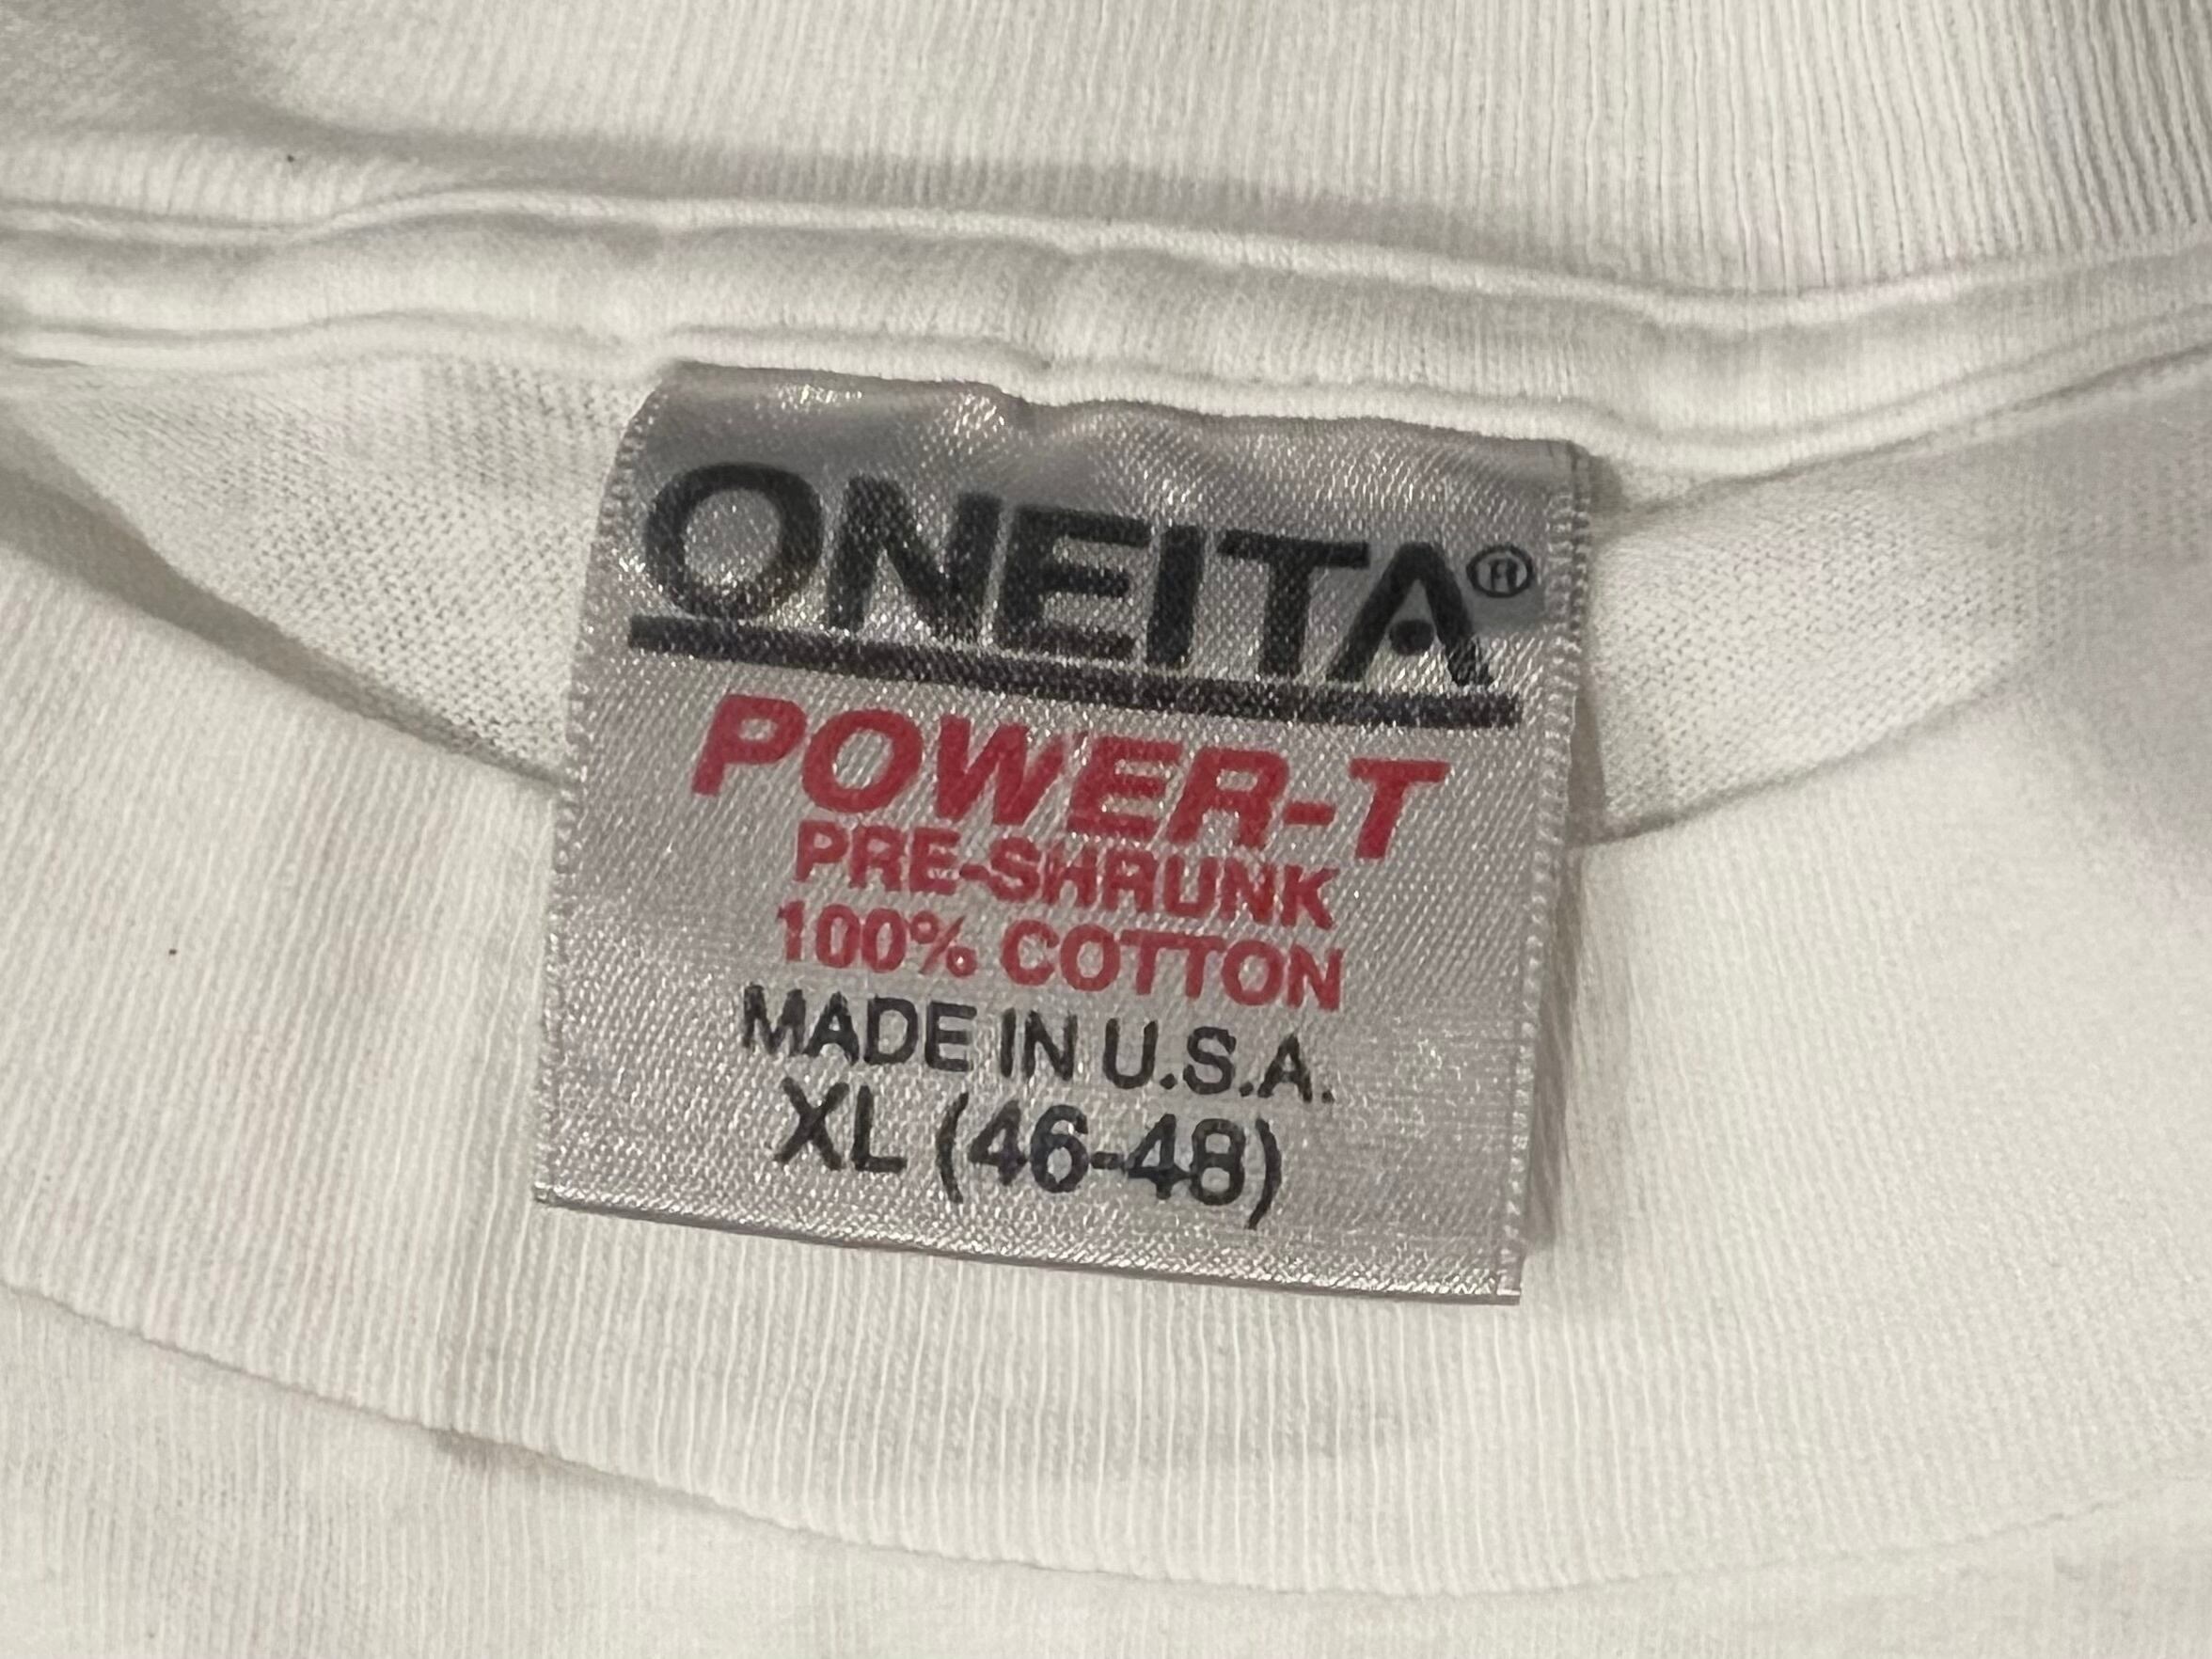 ONEITA®
POWER-T
PRE-SHRUNK
100% COTTON
MADE IN U.S.A.
XL (46-48)